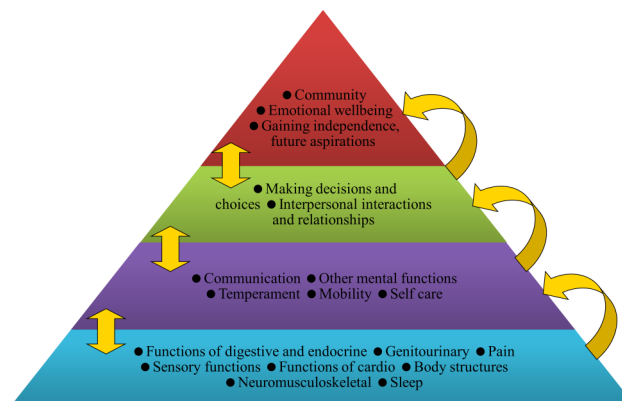 ● Community
● Emotional wellbeing
● Gaining independence,
future aspirations
● Making decisions and
choices ● Interpersonal interactions
and relationships
● Communication ● Other mental functions
● Temperament ● Mobility ● Self care
● Functions of digestive and endocrine ● Genitourinary ● Pain
● Sensory functions ● Functions of cardio ● Body structures
● Neuromusculoskeletal ● Sleep